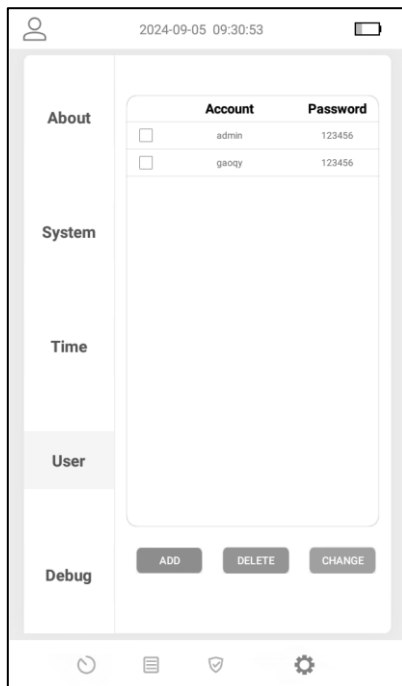 2024-09-05 09:30:53
About
System
Time
User
Debug
Account Password
admin 123456
gaoqy 123456
ADD DELETE CHANGE